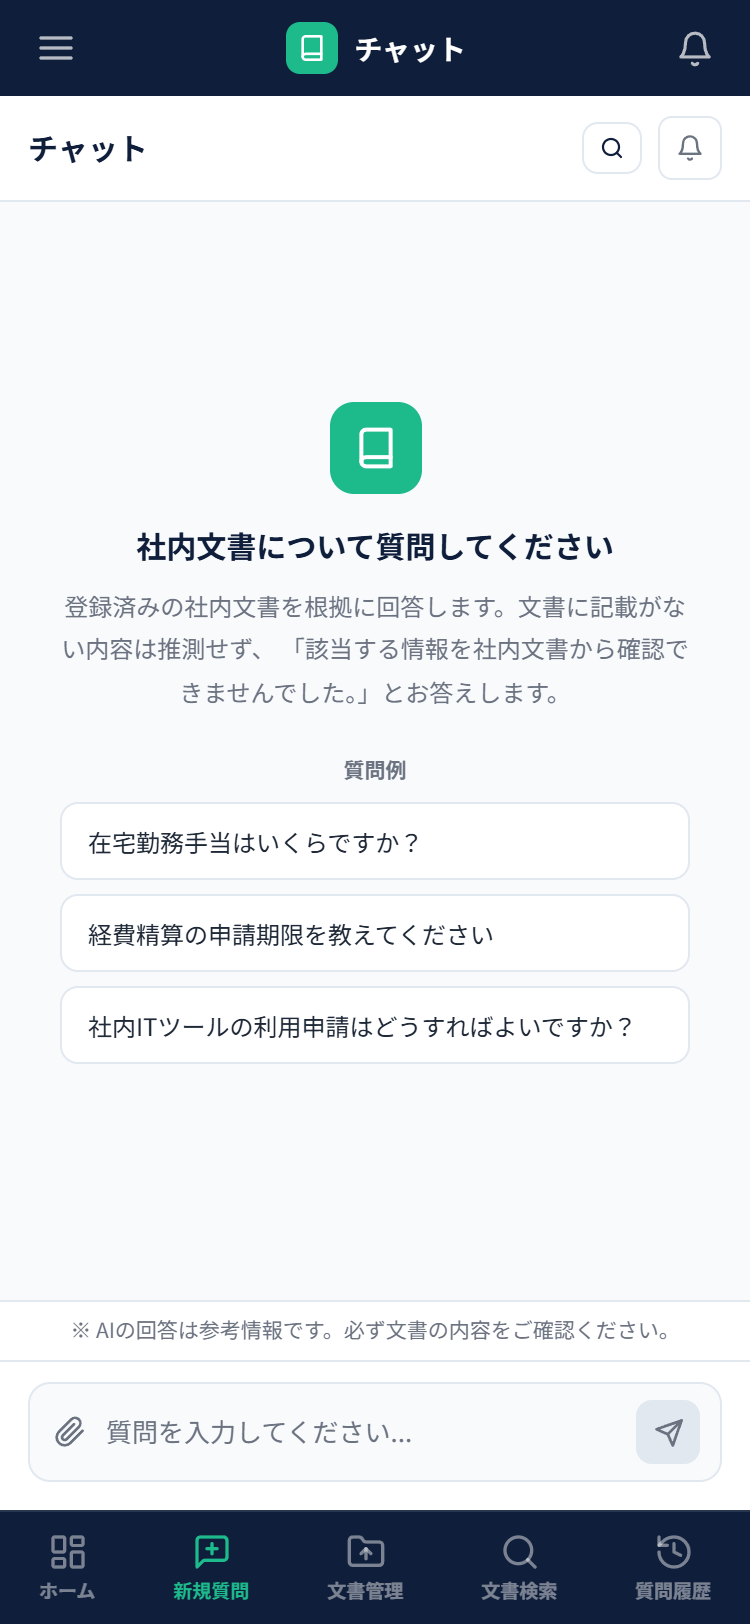 チャット
チャット
社内文書について質問してください
登録済みの社内文書を根拠に回答します。文書に記載がな
い内容は推測せず、 「該当する情報を社内文書から確認で
きませんでした。」とお答えします。
質問例
在宅勤務手当はいくらですか？
経費精算の申請期限を教えてください
社内ITツールの利用申請はどうすればよいですか？
※ AIの回答は参考情報です。必ず文書の内容をご確認ください。
質問を入力してください...
ホーム
新規質問
文書管理
文書検索
質問履歴